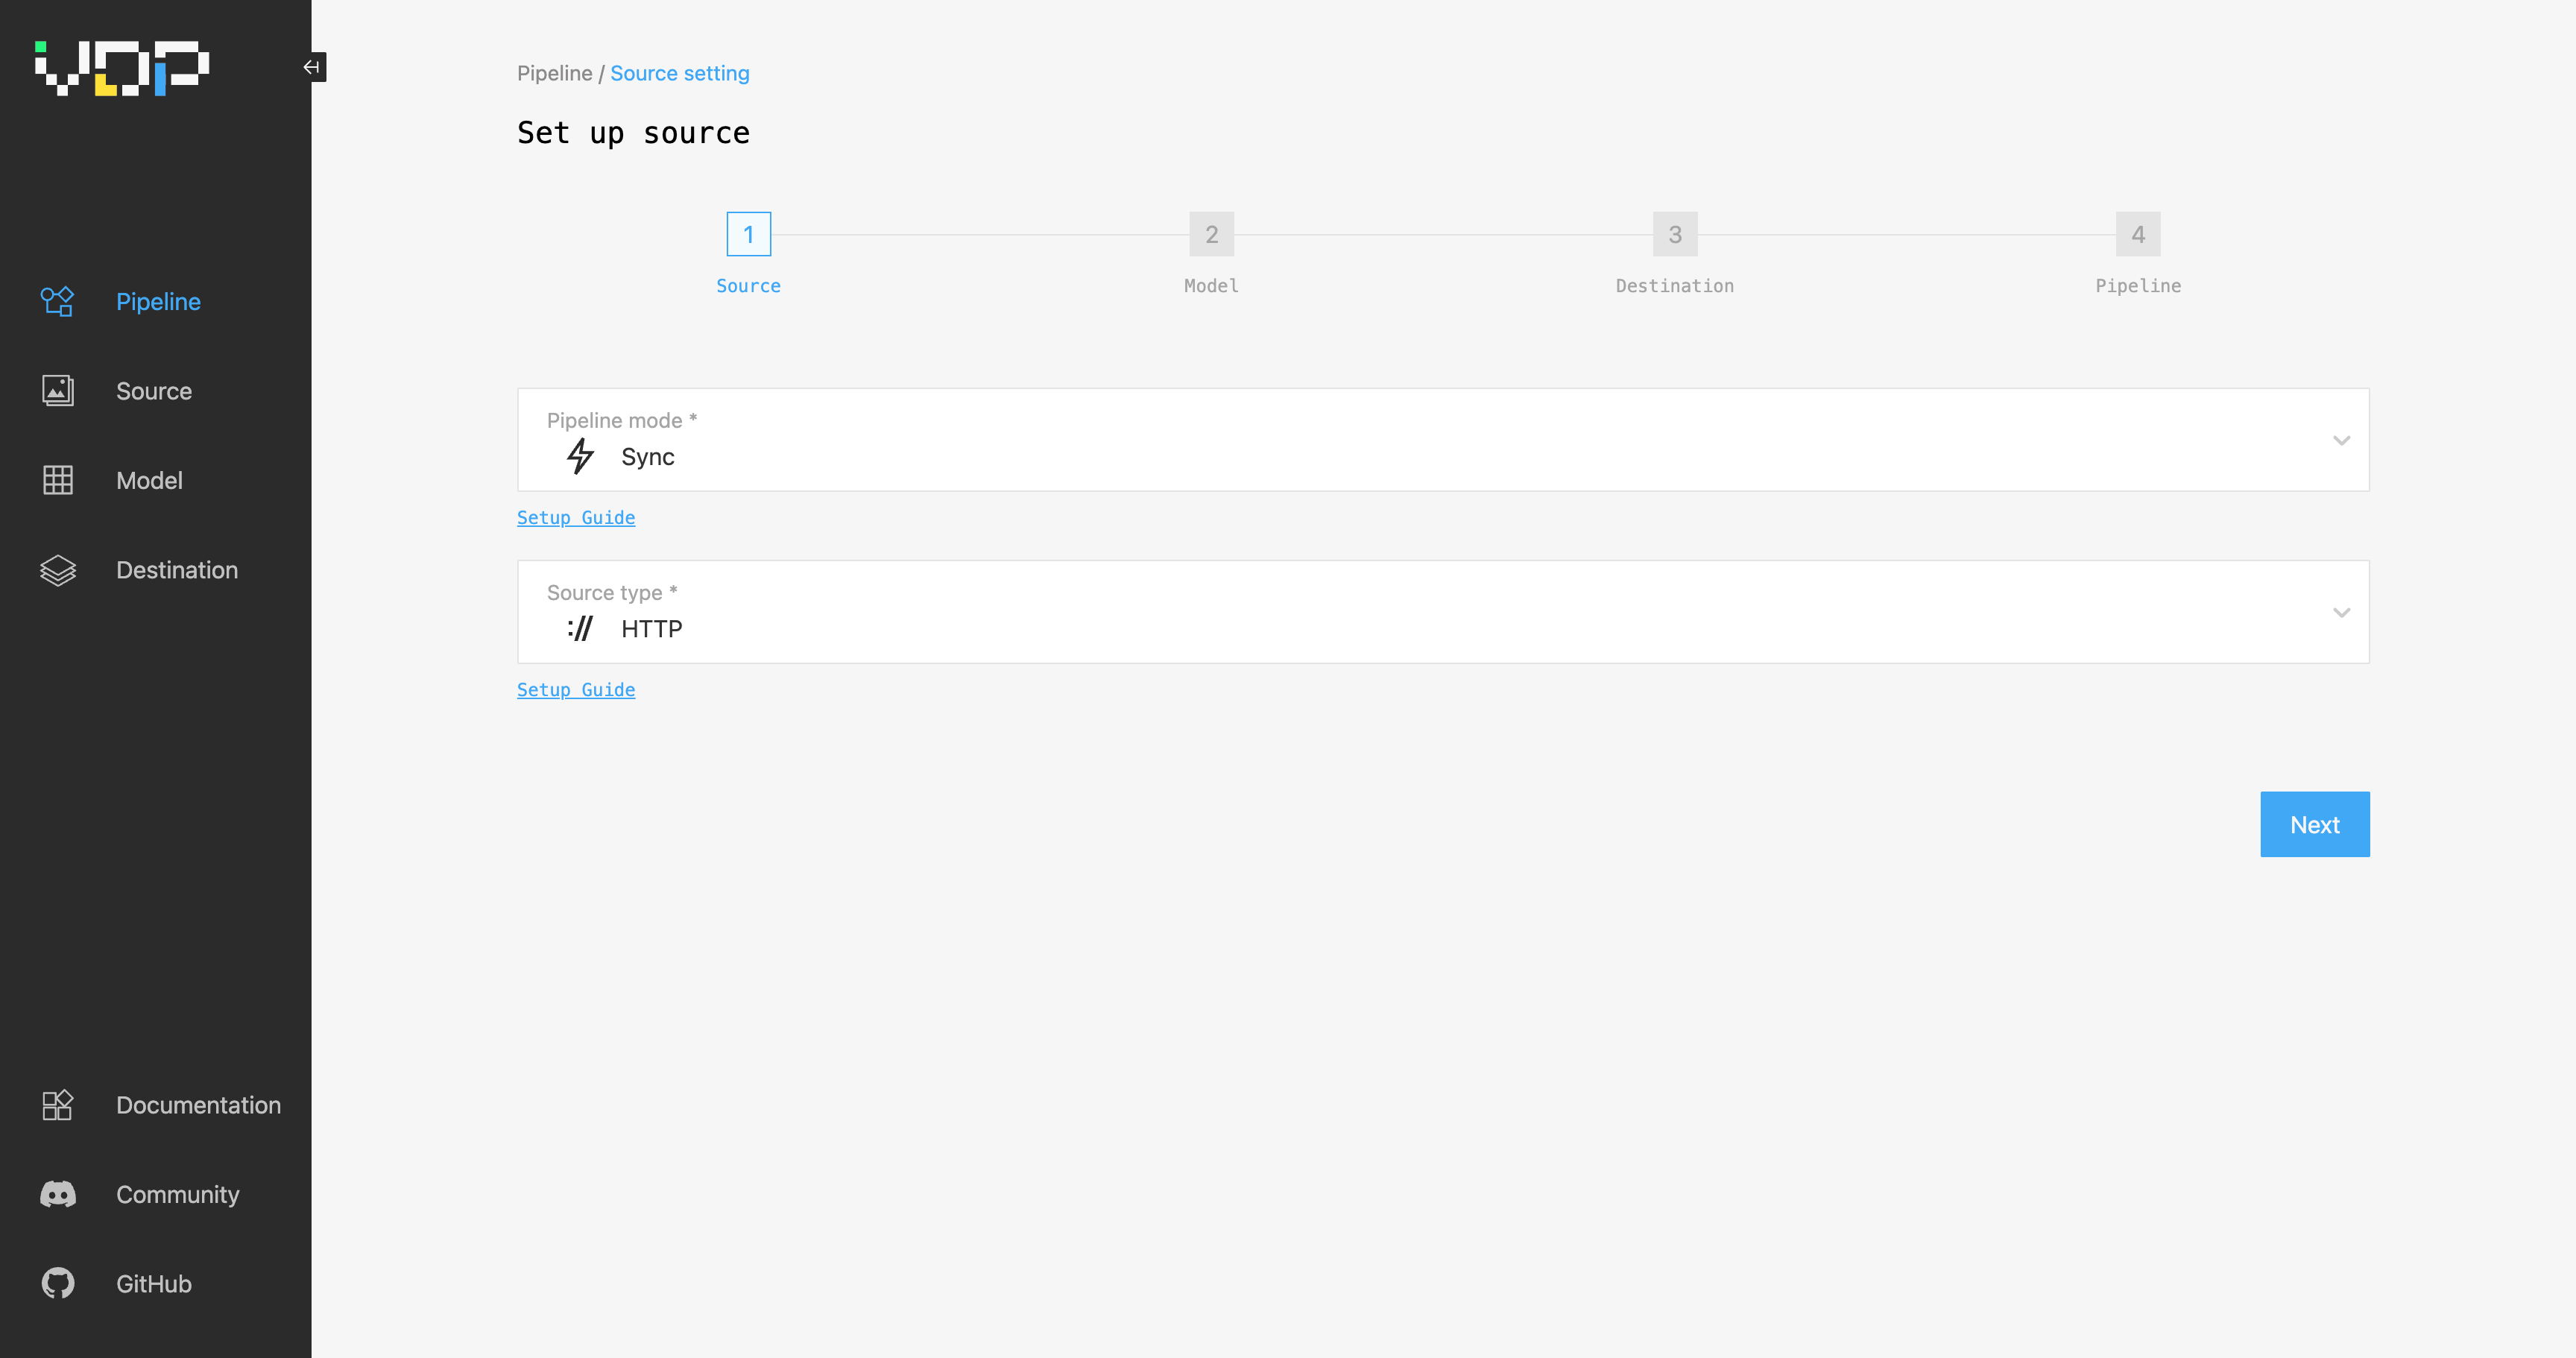 VDP
Pipeline
Source
Model
Destination
Documentation
Community
GitHub
Pipeline / Source setting
Set up source
1
Source
2
Model
3
Destination
4
Pipeline
Pipeline mode *
Sync
Setup Guide
Source type *
:// HTTP
Setup Guide
Next